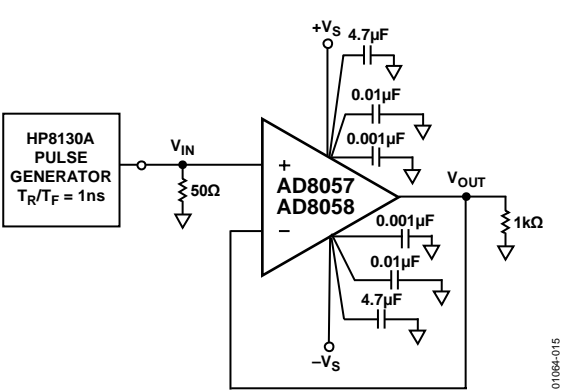 +VS
4.7µF
0.01µF
0.001µF
HP8130A
PULSE
GENERATOR
TR/TF = 1ns
VIN
50Ω
+
AD8057
AD8058
–
VOUT
1kΩ
0.001µF
0.01µF
4.7µF
–VS
01064-015